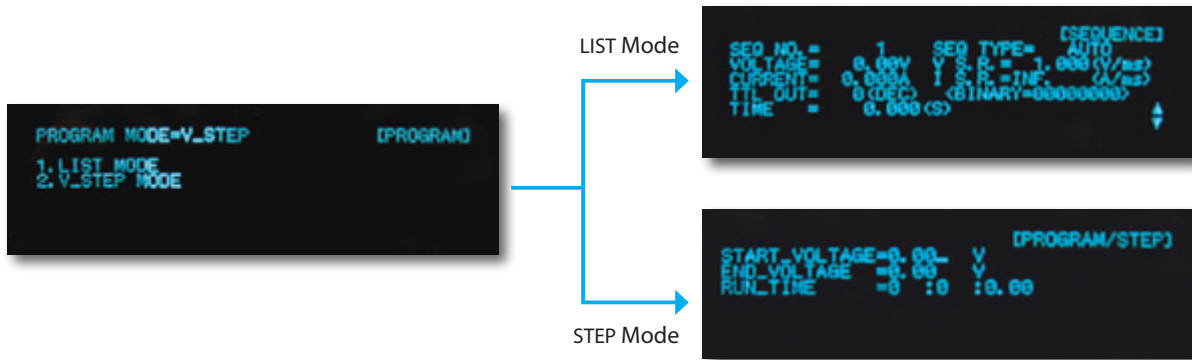 PROGRAM MODE=V_STEP [PROGRAM]
1.LIST MODE
2.V_STEP MODE
LIST Mode
[SEQUENCE]
SEQ NO.= 1 SEQ TYPE= AUTO
VOLTAGE= 0.00V V S.R.= 1.000(V/ms)
CURRENT= 0.000A I S.R.=INF. (A/ms)
TTL OUT= 0(DEC) (BINARY=00000000)
TIME = 0.000(S)
STEP Mode
[PROGRAM/STEP]
START_VOLTAGE=0.00_ V
END_VOLTAGE =0.00 V
RUN_TIME =0 :0 :0.00